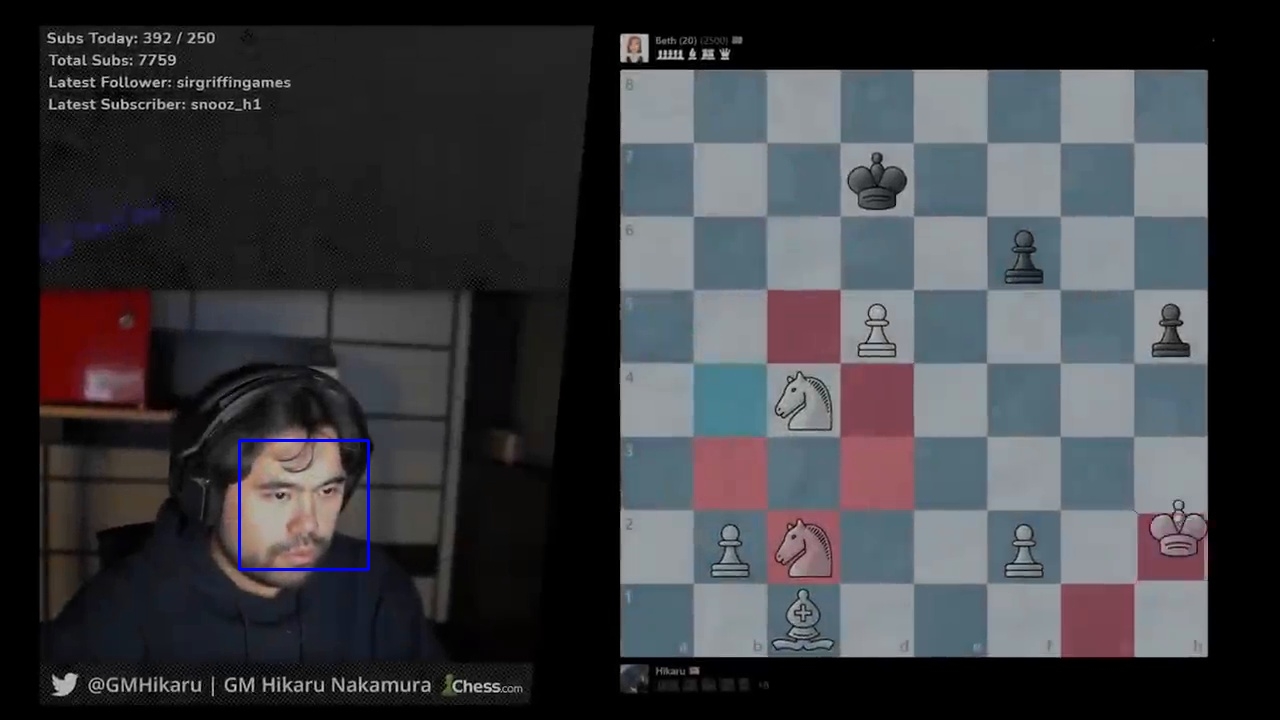 Subs Today: 392 / 250
Total Subs: 7759
Latest Follower: sirgriffingames
Latest Subscriber: snooz_h1
Beth (20) (2500)
8
7
6
5
4
3
2
1
a
b
d
e
f
h
Hikaru
@GMHikaru | GM Hikaru Nakamura
Chess.com